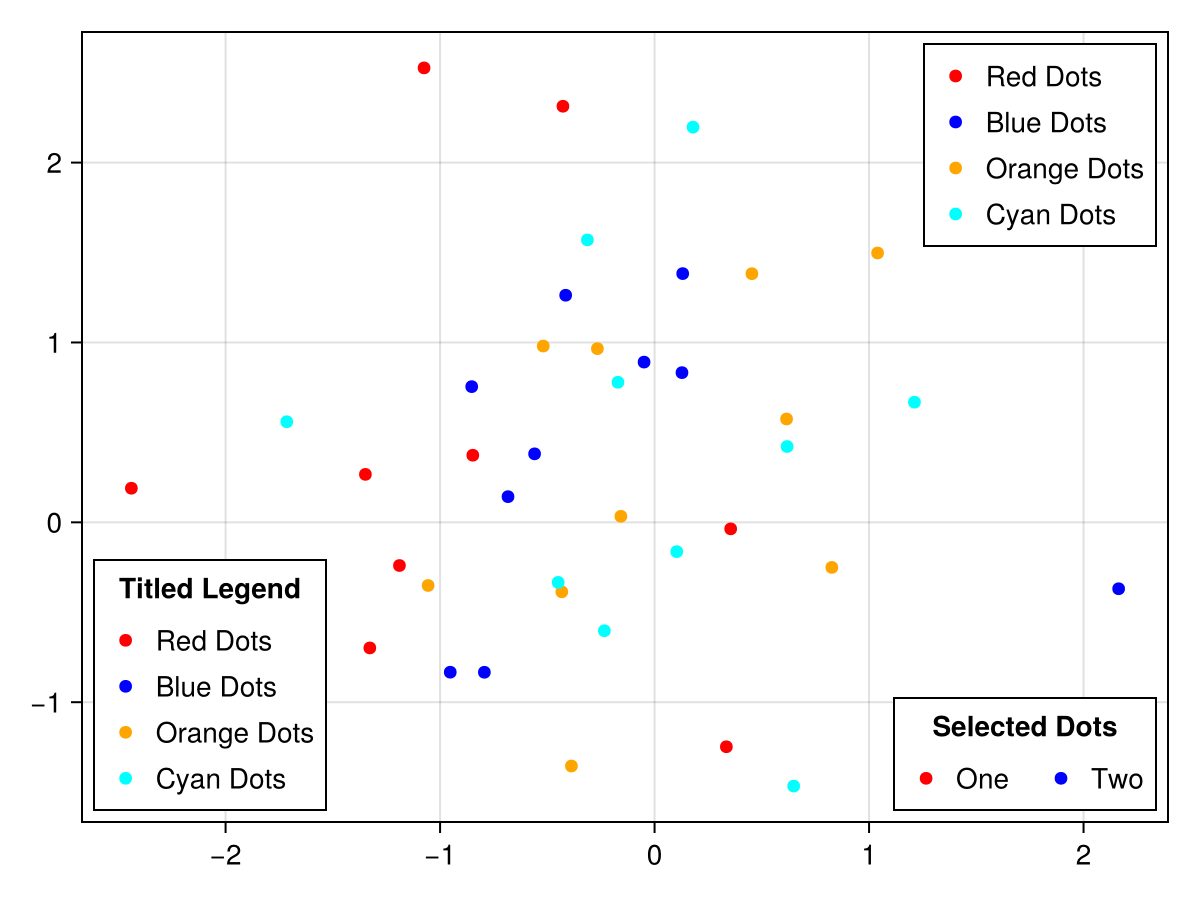 Red Dots
Blue Dots
Orange Dots
Cyan Dots
2
1
0
−1
Titled Legend
Red Dots
Blue Dots
Orange Dots
Cyan Dots
Selected Dots
One Two
−2 −1 0 1 2